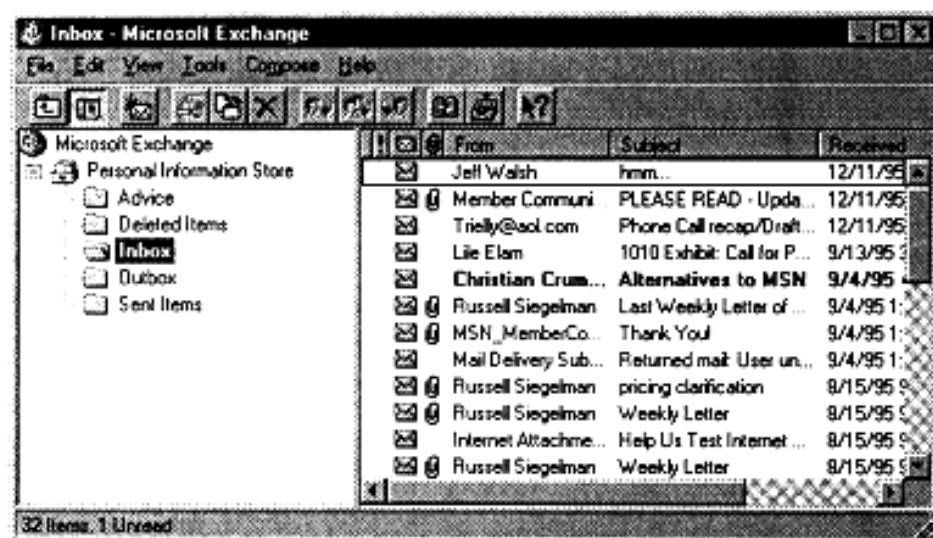 Inbox - Microsoft Exchange
File Edit View Tools Compose Help
Microsoft Exchange
Personal Information Store
Advice
Deleted Items
Inbox
Outbox
Sent Items
! From Subject Received
Jeff Walsh hmm... 12/11/95
Member Communi... PLEASE READ - Upda... 12/11/95
Trielly@aol.com Phone Call recap/Draft... 12/11/95
Lile Elam 1010 Exhibit: Call for P... 9/13/95
Christian Crum... Alternatives to MSN 9/4/95
Russell Siegelman Last Weekly Letter of ... 9/4/95 1:
MSN_MemberCo... Thank You! 9/4/95 1:
Mail Delivery Sub... Returned mail: User un... 9/4/95 1:
Russell Siegelman pricing clarification 8/15/95
Russell Siegelman Weekly Letter 8/15/95
Internet Attachme... Help Us Test Internet ... 8/15/95
Russell Siegelman Weekly Letter 8/15/95
32 Items, 1 Unread